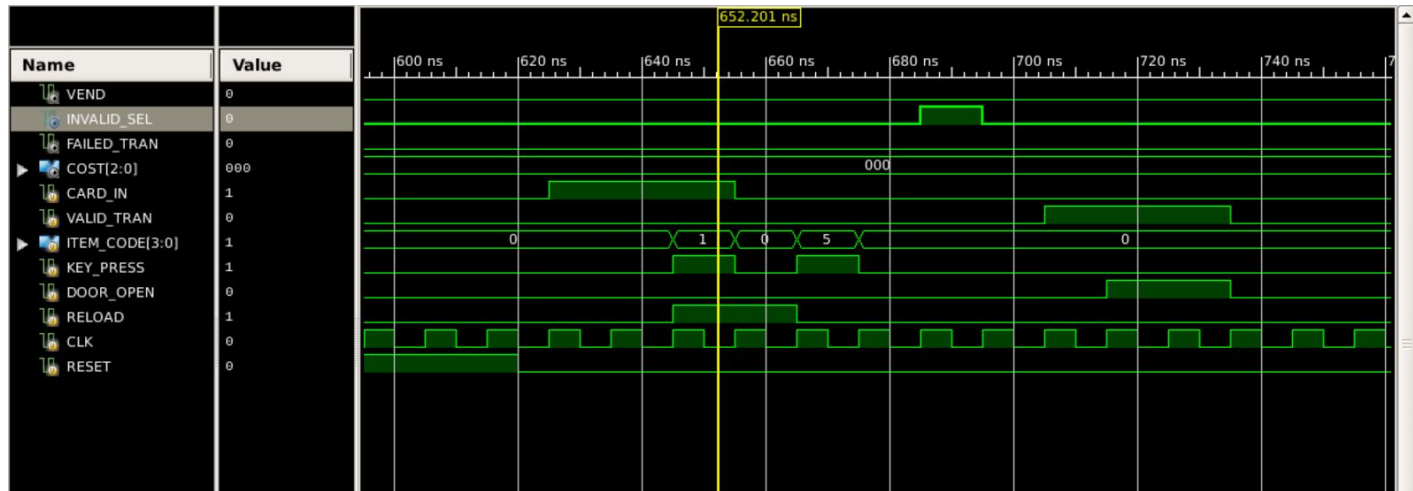 652.201 ns
Name Value
600 ns 620 ns 640 ns 660 ns 680 ns 700 ns 720 ns 740 ns 7
VEND 0
INVALID_SEL 0
FAILED_TRAN 0
COST[2:0] 000 000
CARD_IN 1
VALID_TRAN 0
ITEM_CODE[3:0] 1 0 1 0 5 0
KEY_PRESS 1
DOOR_OPEN 0
RELOAD 1
CLK 0
RESET 0